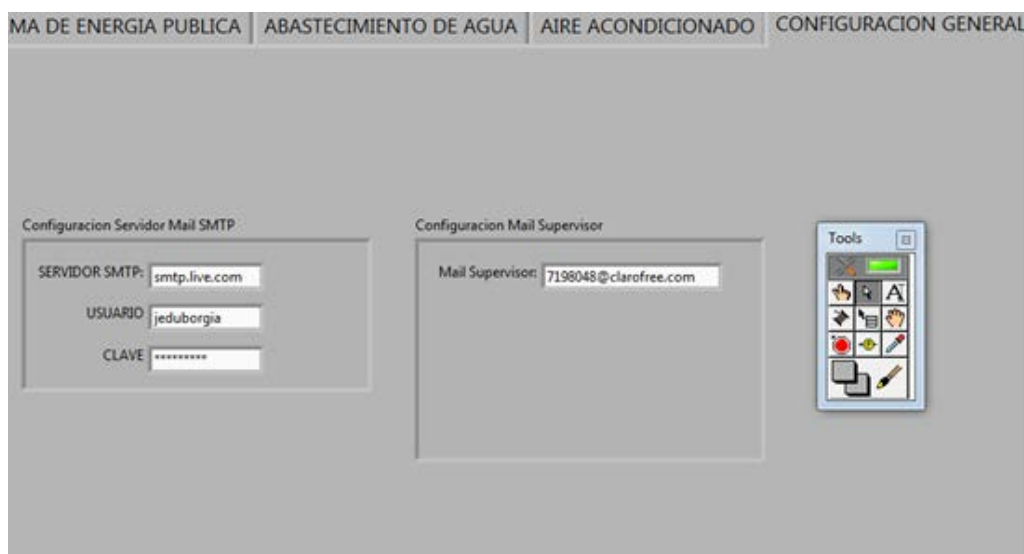 MA DE ENERGIA PUBLICA
ABASTECIMIENTO DE AGUA
AIRE ACONDICIONADO
CONFIGURACION GENERAL
Configuracion Servidor Mail SMTP
SERVIDOR SMTP: smtp.live.com
USUARIO jeduborgia
CLAVE *********
Configuracion Mail Supervisor
Mail Supervisor: 7198048@clarofree.com
Tools
A